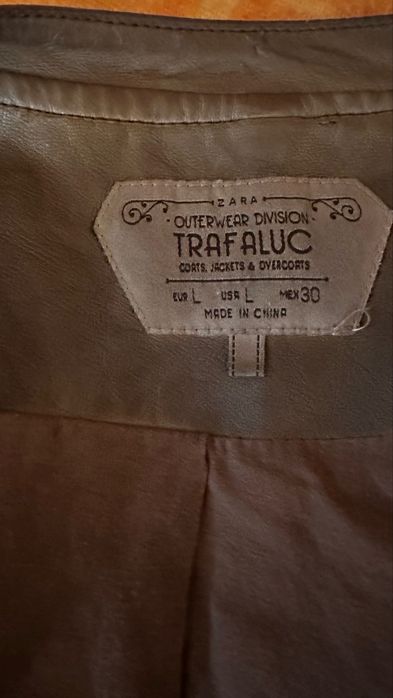 ZARA
OUTERWEAR DIVISION
TRAFALUC
COATS, JACKETS & OVERCOATS
EUR L USA L MEX 30
MADE IN CHINA